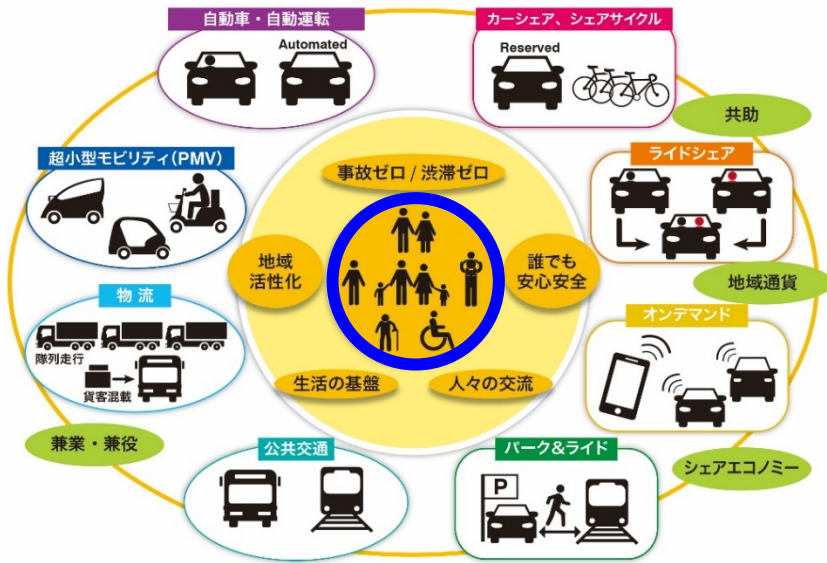 自動車・自動運転
Automated
カーシェア、シェアサイクル
Reserved
共助
超小型モビリティ(PMV)
事故ゼロ / 渋滞ゼロ
ライドシェア
地域
活性化
誰でも
安心安全
地域通貨
物流
隊列走行
貨客混載
オンデマンド
生活の基盤
人々の交流
兼業・兼役
公共交通
パーク&ライド
P
シェアエコノミー